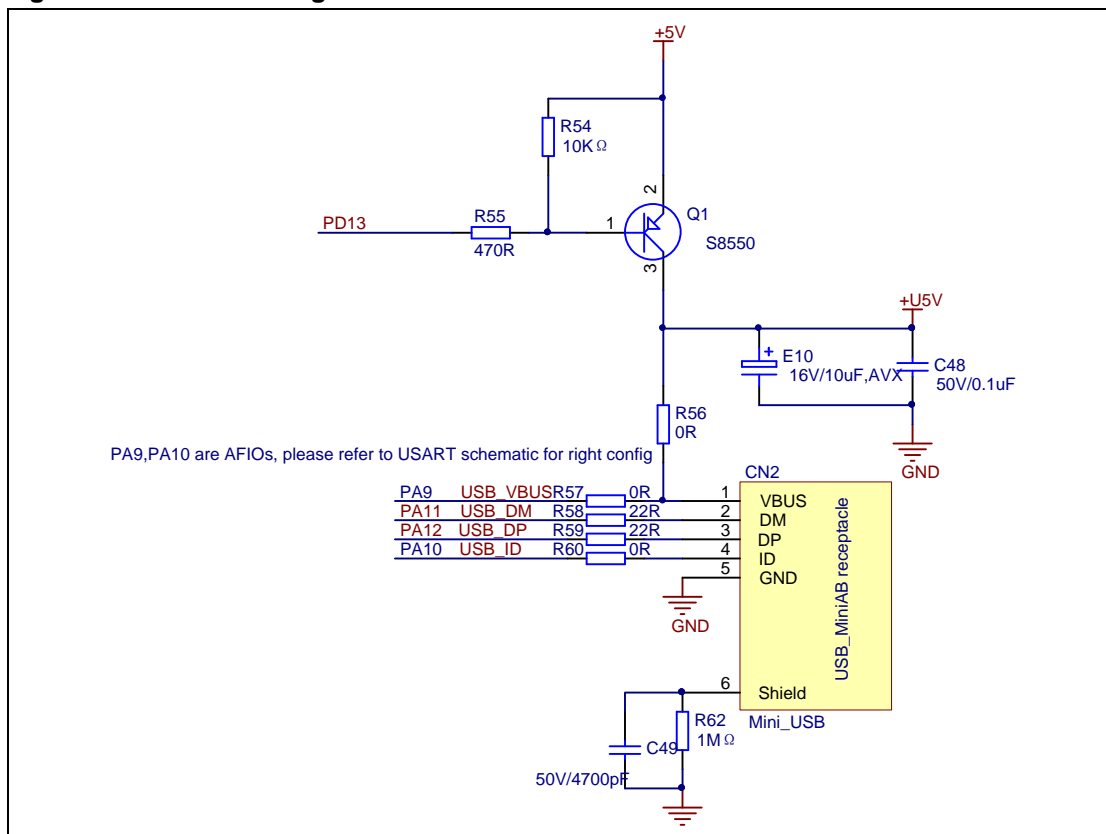 +5V
R54
10KΩ
2
Q1
PD13
R55
1
470R
S8550
3
+U5V
E10
16V/10uF,AVX
C48
50V/0.1uF
R56
0R
GND
PA9,PA10 are AFIOs, please refer to USART schematic for right config
CN2
PA9 USB_VBUS R57 0R 1 VBUS
PA11 USB_DM R58 22R 2 DM
PA12 USB_DP R59 22R 3 DP
PA10 USB_ID R60 0R 4 ID
5 GND
GND
USB_MiniAB receptacle
6 Shield
Mini_USB
R62
1MΩ
C49
50V/4700pF